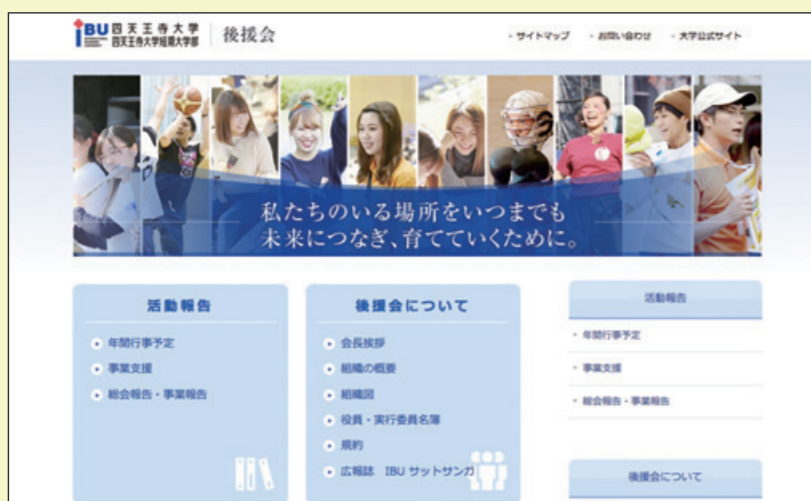 IBU 四天王寺大学
四天王寺大学短期大学部
後援会
・サイトマップ ・お問い合わせ ・大学公式サイト
私たちのいる場所をいつまでも
未来につなぎ、育てていくために。
活動報告
年間行事予定
事業支援
総会報告・事業報告
後援会について
会長挨拶
組織の概要
組織図
役員・実行委員名簿
規約
広報誌 IBU サットサンガ
活動報告
年間行事予定
事業支援
総会報告・事業報告
後援会について